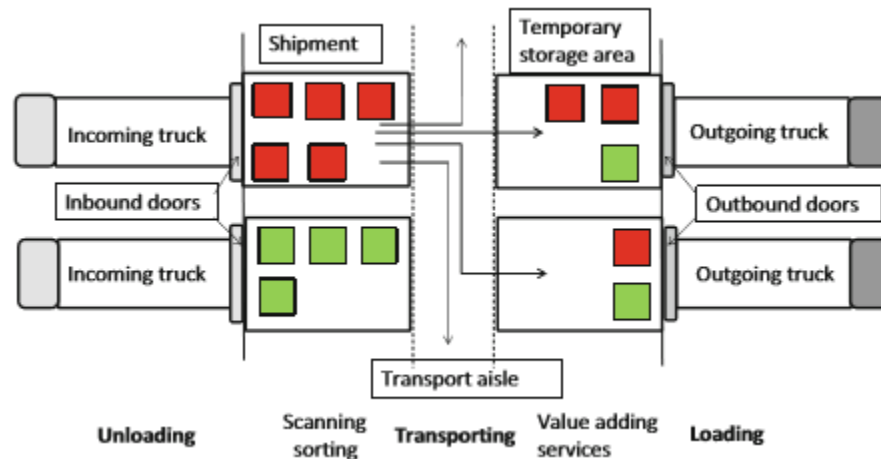 Shipment
Temporary
storage area
Incoming truck
Outgoing truck
Inbound doors
Outbound doors
Incoming truck
Outgoing truck
Transport aisle
Unloading
Scanning
sorting
Transporting
Value adding
services
Loading